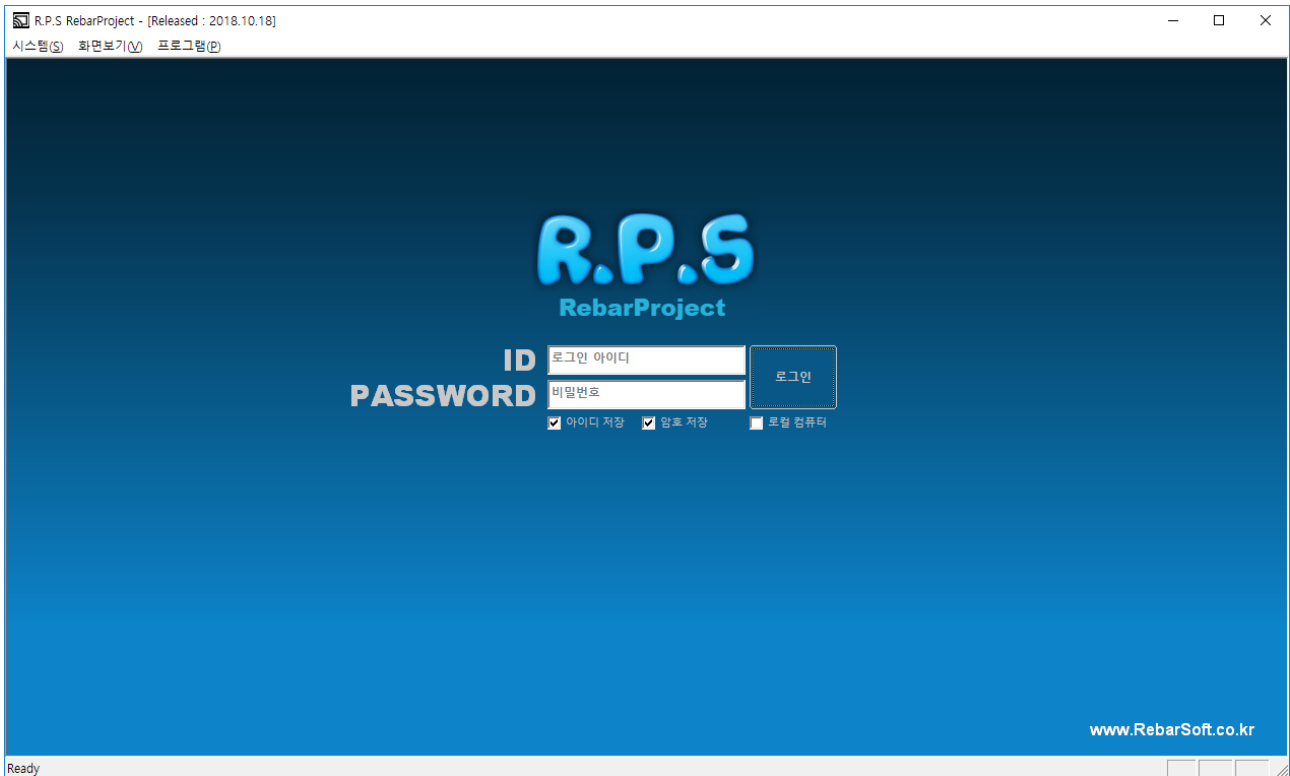 R.P.S RebarProject - [Released : 2018.10.18]
시스템(S) 화면보기(V) 프로그램(P)
R.P.S
RebarProject
ID 로그인 아이디
PASSWORD 비밀번호
로그인
아이디 저장 암호 저장 로컬 컴퓨터
www.RebarSoft.co.kr
Ready